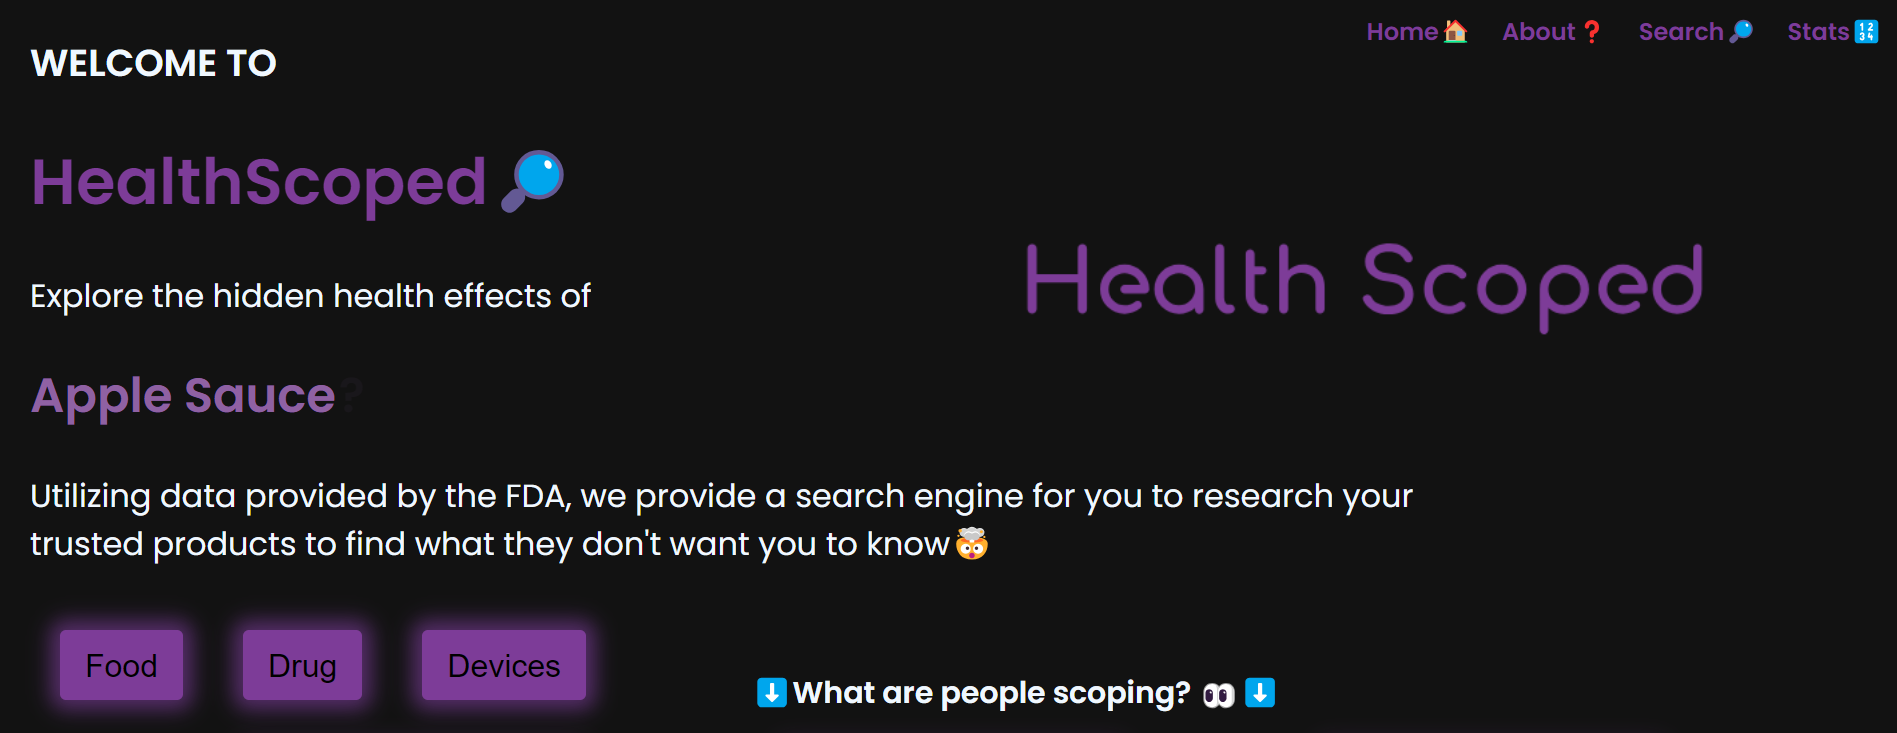 Home🏠 About❓ Search🔎 Stats🔢
WELCOME TO
HealthScoped🔎
Health Scoped
Explore the hidden health effects of
Apple Sauce?
Utilizing data provided by the FDA, we provide a search engine for you to research your
trusted products to find what they don't want you to know🤯
Food Drug Devices
⬇️What are people scoping? 👀⬇️